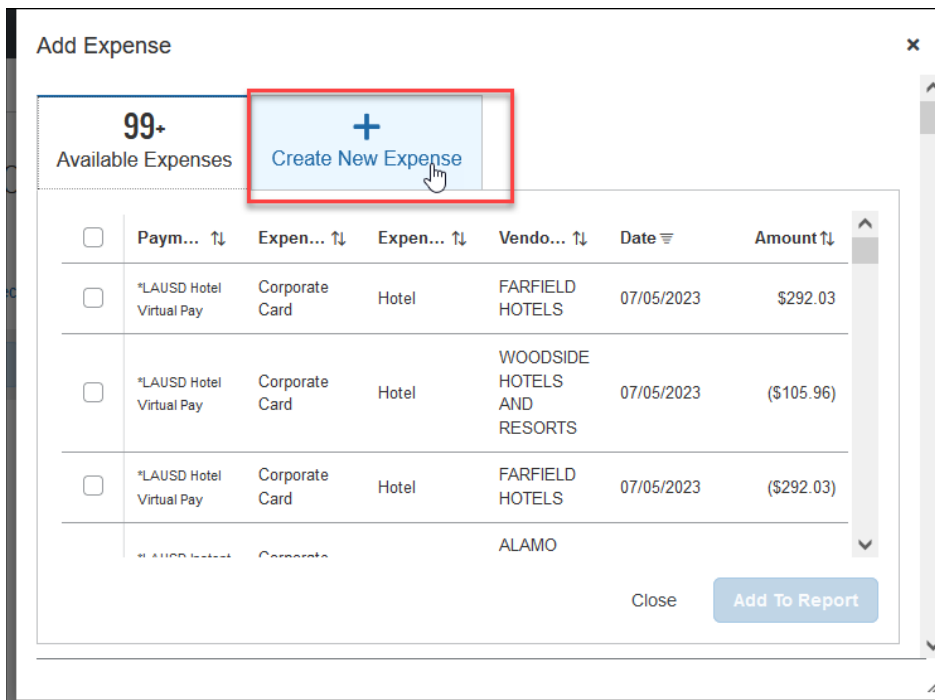 Add Expense
99+
Available Expenses
Create New Expense
Paym... Expen... Expen... Vendo... Date Amount
*LAUSD Hotel Virtual Pay
Corporate Card
Hotel
FARFIELD HOTELS
07/05/2023
$292.03
*LAUSD Hotel Virtual Pay
Corporate Card
Hotel
WOODSIDE HOTELS AND RESORTS
07/05/2023
($105.96)
*LAUSD Hotel Virtual Pay
Corporate Card
Hotel
FARFIELD HOTELS
07/05/2023
($292.03)
*LAUSD Instant
Corporate
ALAMO
Close
Add To Report